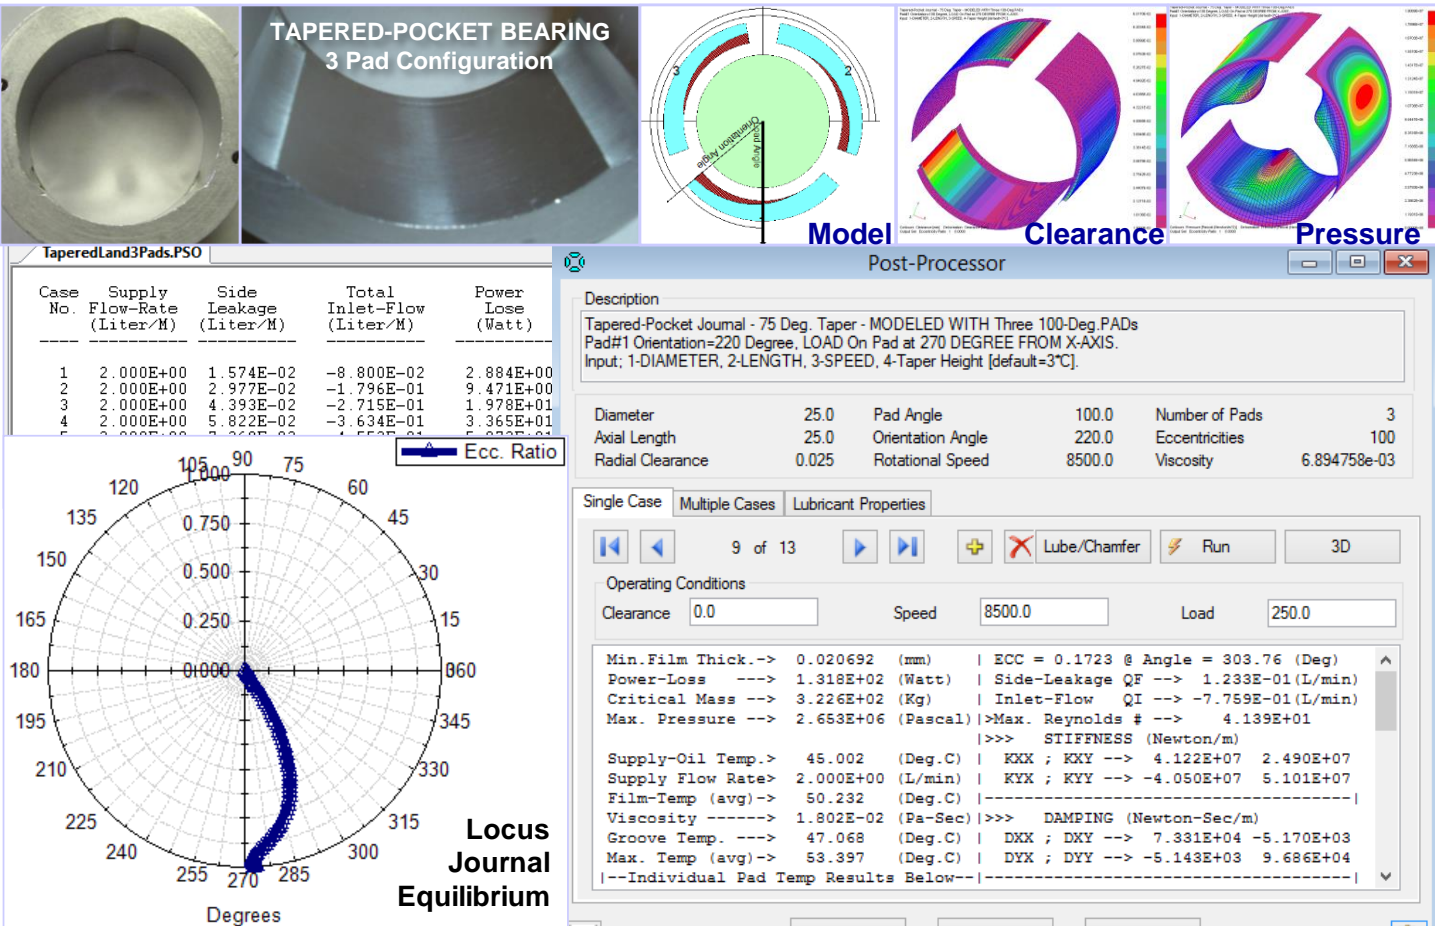 TAPERED-POCKET BEARING
3 Pad Configuration
3
2
Orientation Angle
Load Angle
Model
Clearance
Pressure
TaperedLand3Pads.PSO
Case Supply Side Total Power
No. Flow-Rate Leakage Inlet-Flow Lose
(Liter/M) (Liter/M) (Liter/M) (Watt)
---- ---------- ---------- ---------- ----------
1 2.000E+00 1.574E-02 -8.800E-02 2.884E+00
2 2.000E+00 2.977E-02 -1.796E-01 9.471E+00
3 2.000E+00 4.393E-02 -2.715E-01 1.978E+01
4 2.000E+00 5.822E-02 -3.634E-01 3.365E+01
Ecc. Ratio
105 90 75
1.000
120 60
135 45
0.750
150 30
0.500
165 15
0.250
180 0.000 360
195 345
210 330
225 315
240 300
255 270 285
Degrees
Locus
Journal
Equilibrium
Post-Processor
Description
Tapered-Pocket Journal - 75 Deg. Taper - MODELED WITH Three 100-Deg.PADs
Pad#1 Orientation=220 Degree, LOAD On Pad at 270 DEGREE FROM X-AXIS.
Input; 1-DIAMETER, 2-LENGTH, 3-SPEED, 4-Taper Height [default=3*C].
Diameter 25.0 Pad Angle 100.0 Number of Pads 3
Axial Length 25.0 Orientation Angle 220.0 Eccentricities 100
Radial Clearance 0.025 Rotational Speed 8500.0 Viscosity 6.894758e-03
Single Case Multiple Cases Lubricant Properties
9 of 13 Lube/Chamfer Run 3D
Operating Conditions
Clearance 0.0 Speed 8500.0 Load 250.0
Min.Film Thick.-> 0.020692 (mm) | ECC = 0.1723 @ Angle = 303.76 (Deg)
Power-Loss ---> 1.318E+02 (Watt) | Side-Leakage QF --> 1.233E-01(L/min)
Critical Mass --> 3.226E+02 (Kg) | Inlet-Flow QI --> -7.759E-01(L/min)
Max. Pressure --> 2.653E+06 (Pascal)|>Max. Reynolds # --> 4.139E+01
|>>> STIFFNESS (Newton/m)
Supply-Oil Temp.> 45.002 (Deg.C) | KXX ; KXY --> 4.122E+07 2.490E+07
Supply Flow Rate> 2.000E+00 (L/min) | KYX ; KYY --> -4.050E+07 5.101E+07
Film-Temp (avg)-> 50.232 (Deg.C) |------------------------------------|
Viscosity ------> 1.802E-02 (Pa-Sec)|>>> DAMPING (Newton-Sec/m)
Groove Temp. ---> 47.068 (Deg.C) | DXX ; DXY --> 7.331E+04 -5.170E+03
Max. Temp (avg)-> 53.397 (Deg.C) | DYX ; DYY --> -5.143E+03 9.686E+04
|--Individual Pad Temp Results Below--|------------------------------------|